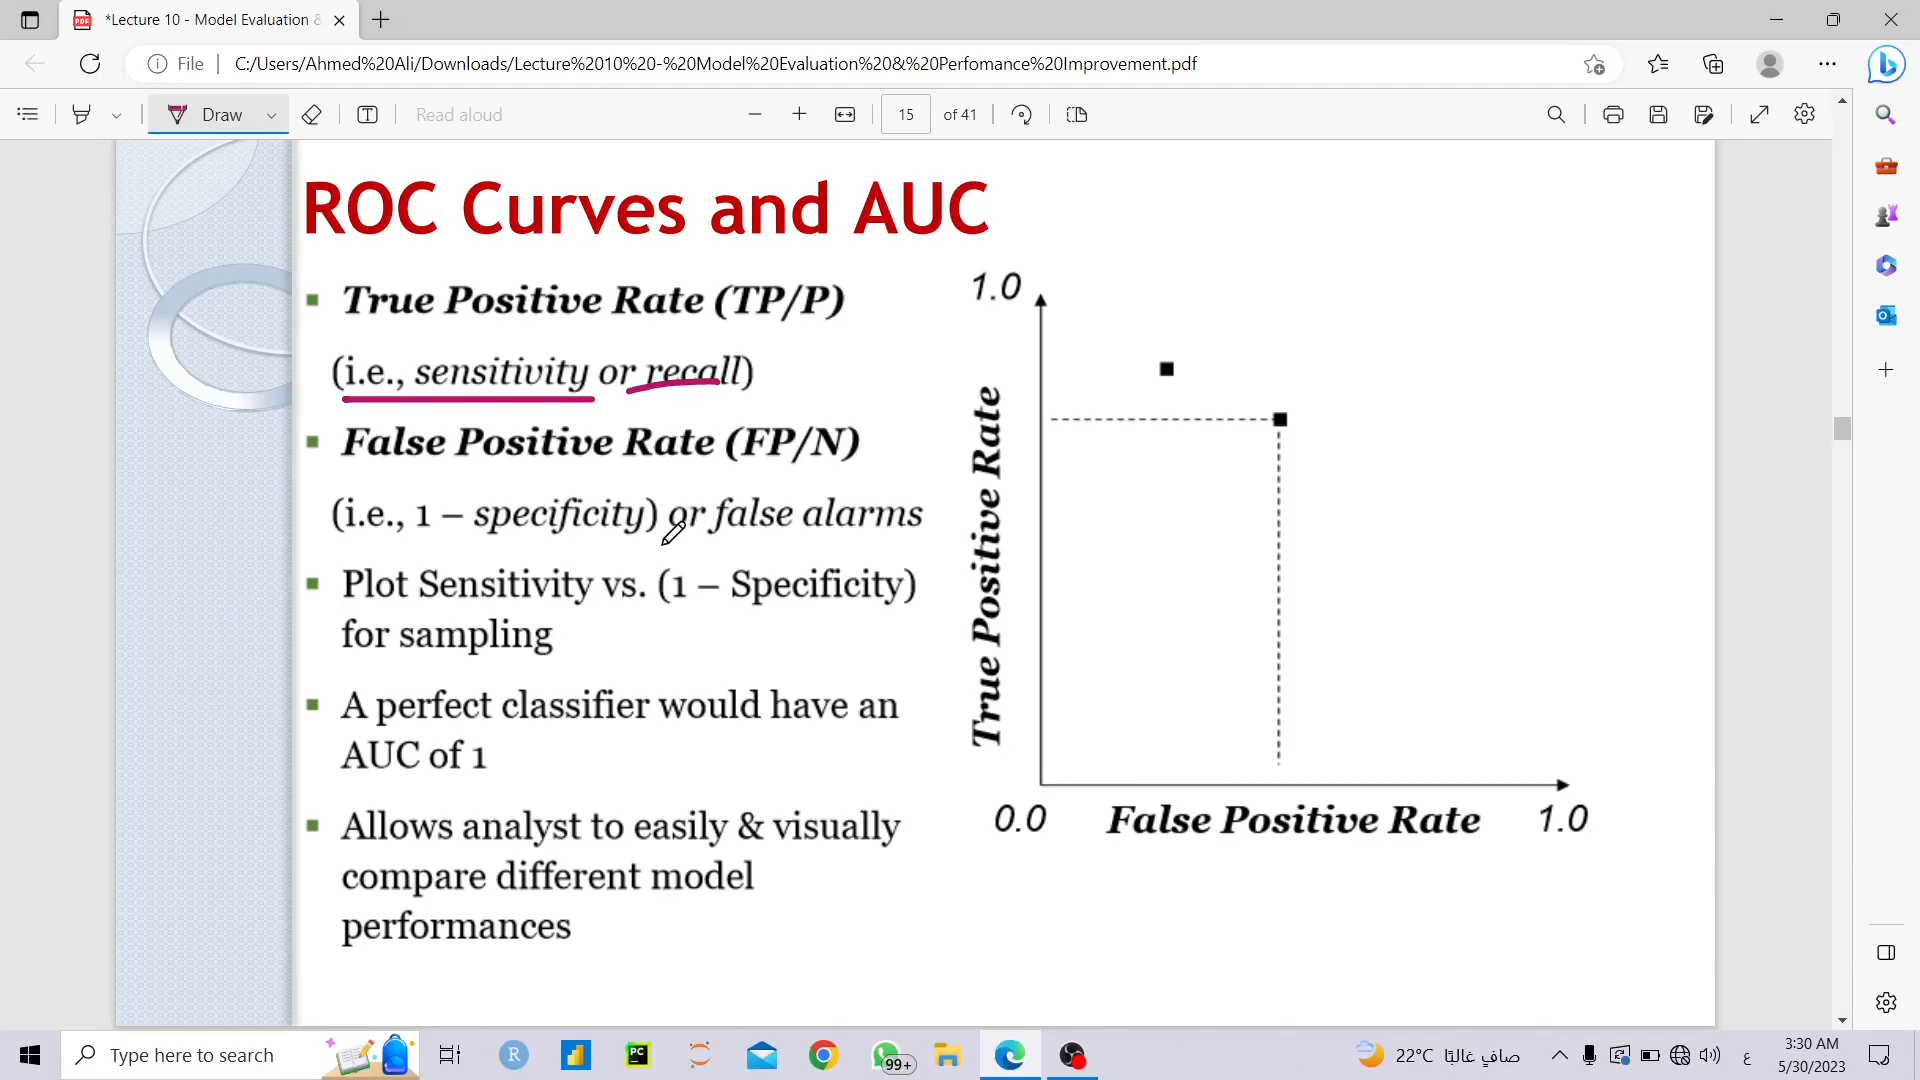 *Lecture 10 - Model Evaluation &
File
C:/Users/Ahmed%20Ali/Downloads/Lecture%2010%20-%20Model%20Evaluation%20&%20Perfomance%20Improvement.pdf
Draw
T
Read aloud
15
of 41
ROC Curves and AUC
True Positive Rate (TP/P)
(i.e., sensitivity or recall)
False Positive Rate (FP/N)
(i.e., 1 – specificity) or false alarms
Plot Sensitivity vs. (1 – Specificity)
for sampling
A perfect classifier would have an
AUC of 1
Allows analyst to easily & visually
compare different model
performances
1.0
True Positive Rate
0.0
False Positive Rate
1.0
Type here to search
R
PC
99+
22°C
صافٍ غالبًا
ع
3:30 AM
5/30/2023